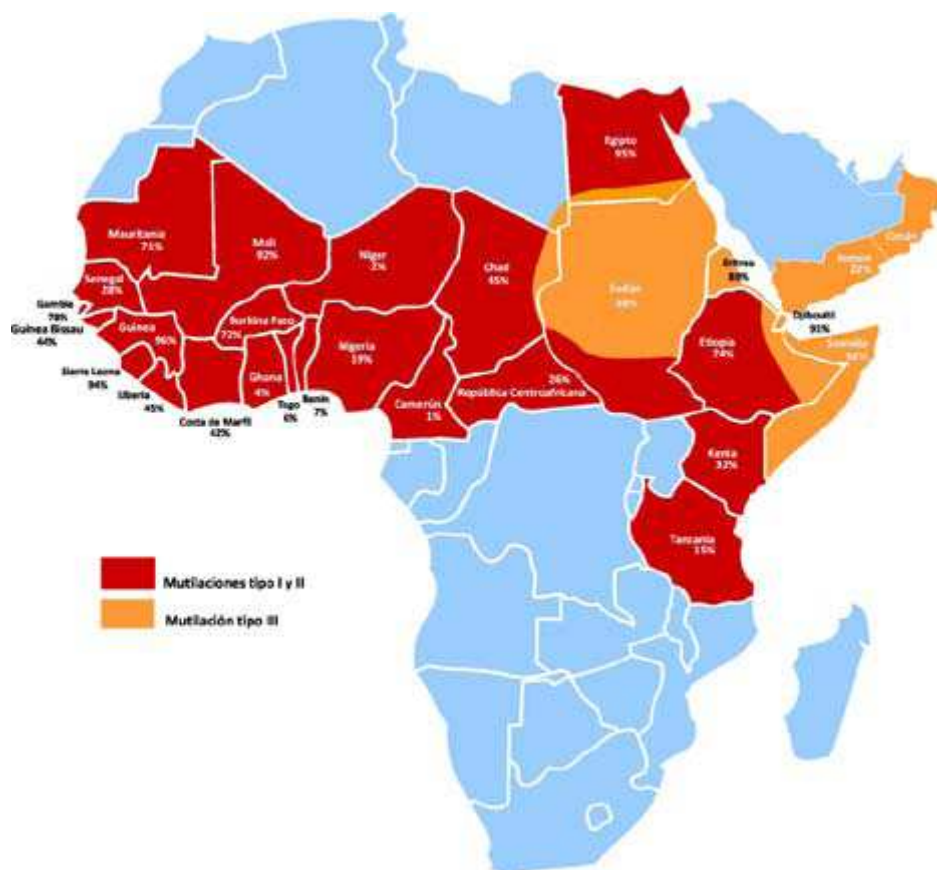 Egipto
95%
Mauritania
71%
Mali
92%
Niger
2%
Chad
45%
Sudán
Eritrea
89%
Yemen
22%
Omán
Senegal
28%
Gambia
78%
Guinea Bissau
44%
Guinea
96%
Burkina Faso
72%
Djibouti
91%
Somalia
Etiopía
74%
Nigeria
19%
Sierra Leona
94%
Liberia
45%
Costa de Marfil
42%
Ghana
4%
Togo
6%
Benín
7%
Camerún
1%
26%
República Centroafricana
Kenia
32%
Tanzania
15%
Mutilaciones tipo I y II
Mutilación tipo III